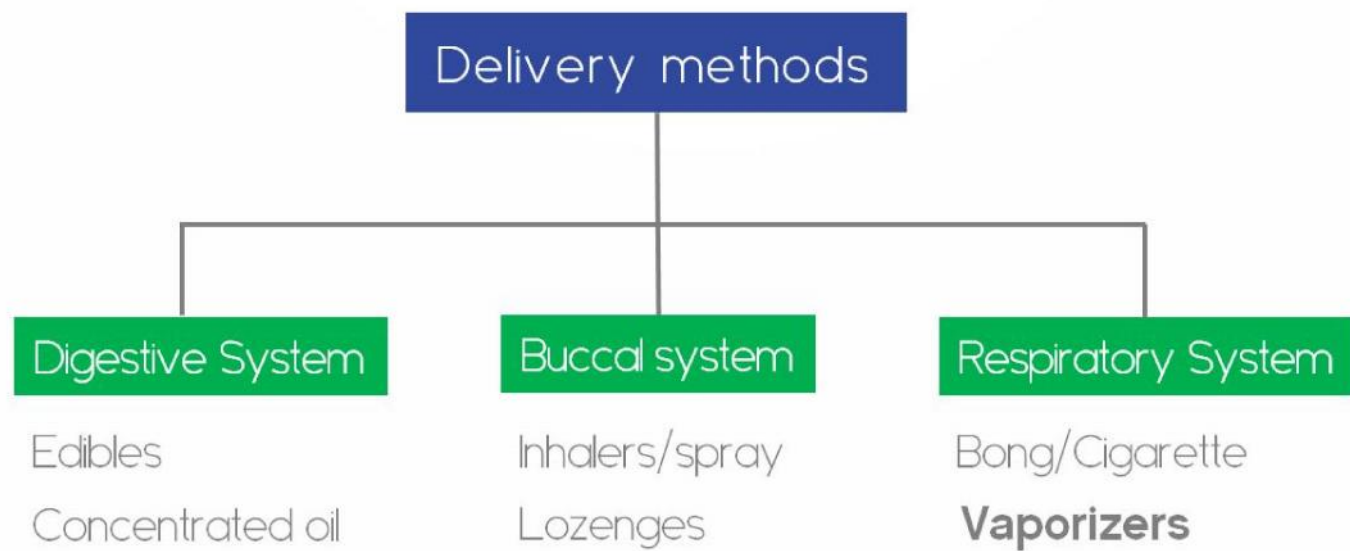 Delivery methods
Digestive System
Edibles
Concentrated oil
Buccal system
Inhalers/spray
Lozenges
Respiratory System
Bong/Cigarette
Vaporizers